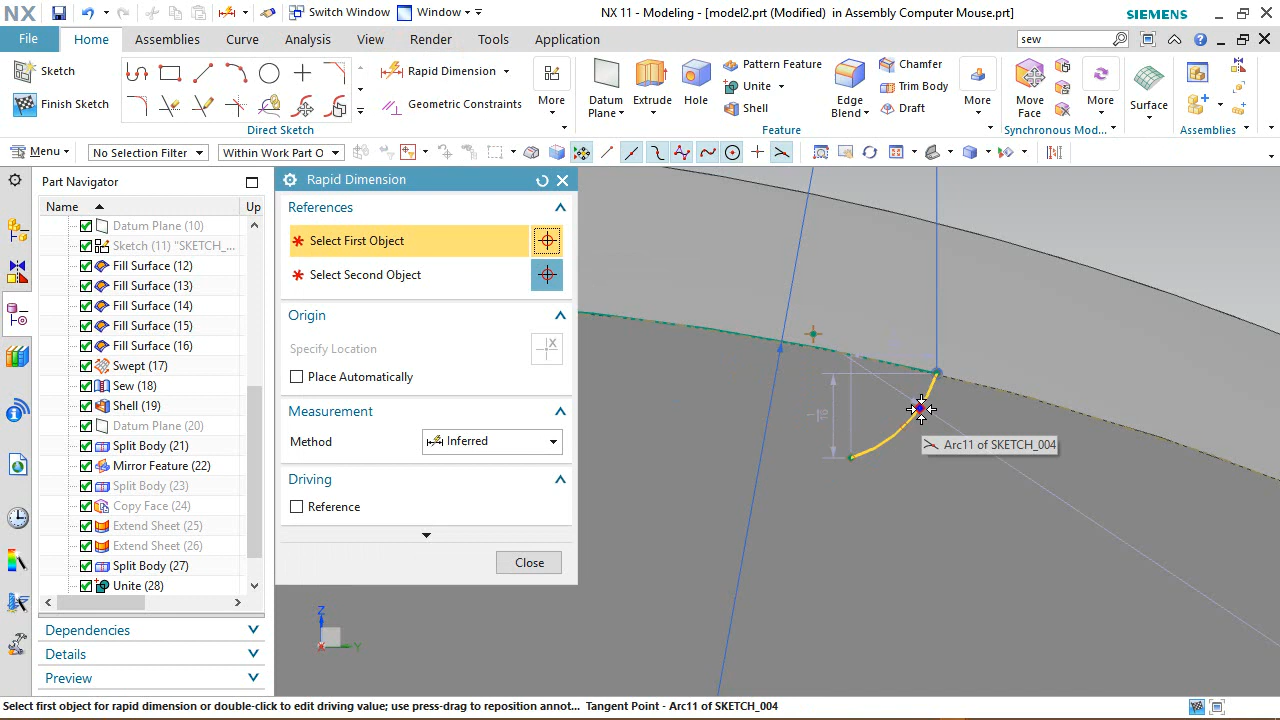 NX
Switch Window
Window
NX 11 - Modeling - [model2.prt (Modified)  in Assembly Computer Mouse.prt]
SIEMENS
File
Home
Assemblies
Curve
Analysis
View
Render
Tools
Application
sew
Sketch
Finish Sketch
Rapid Dimension
Geometric Constraints
More
Direct Sketch
Datum Plane
Extrude
Hole
Pattern Feature
Unite
Shell
Edge Blend
Chamfer
Trim Body
Draft
More
Feature
Move Face
More
Synchronous Mod...
Surface
Assemblies
Menu
No Selection Filter
Within Work Part O
Part Navigator
Name
Up
Datum Plane (10)
Sketch (11) "SKETCH_...
Fill Surface (12)
Fill Surface (13)
Fill Surface (14)
Fill Surface (15)
Fill Surface (16)
Swept (17)
Sew (18)
Shell (19)
Datum Plane (20)
Split Body (21)
Mirror Feature (22)
Split Body (23)
Copy Face (24)
Extend Sheet (25)
Extend Sheet (26)
Split Body (27)
Unite (28)
Dependencies
Details
Preview
Rapid Dimension
References
* Select First Object
* Select Second Object
Origin
Specify Location
Place Automatically
Measurement
Method
Inferred
Driving
Reference
Close
Arc11 of SKETCH_004
Z
X
Y
Select first object for rapid dimension or double-click to edit driving value; use press-drag to reposition annot...
Tangent Point - Arc11 of SKETCH_004